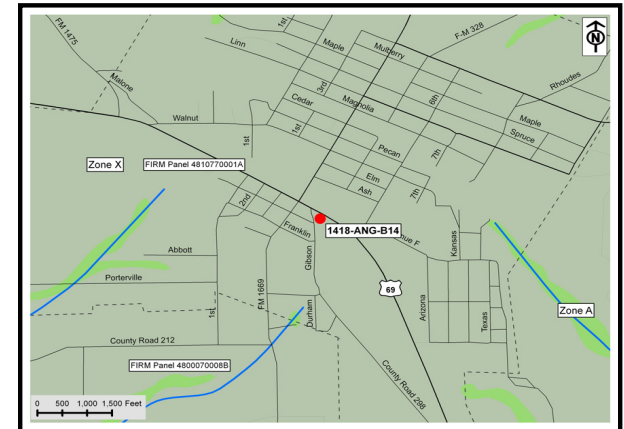 FM 1475
1st
F-M 328
N
Linn
Maple
Mulberry
Malone
Rhoudes
3rd
6th
Cedar
Magnolia
Walnut
Maple
1st
1st
Spruce
Pecan
7th
Zone X
FIRM Panel 4810770001A
Elm
Ash
7th
2nd
1418-ANG-B14
Franklin
nue F
Kansas
Gibson
Abbott
Porterville
69
FM 1669
Durham
Arizona
Texas
Zone A
1st
County Road 212
FIRM Panel 4800070008B
County Road 298
0 500 1,000 1,500 Feet